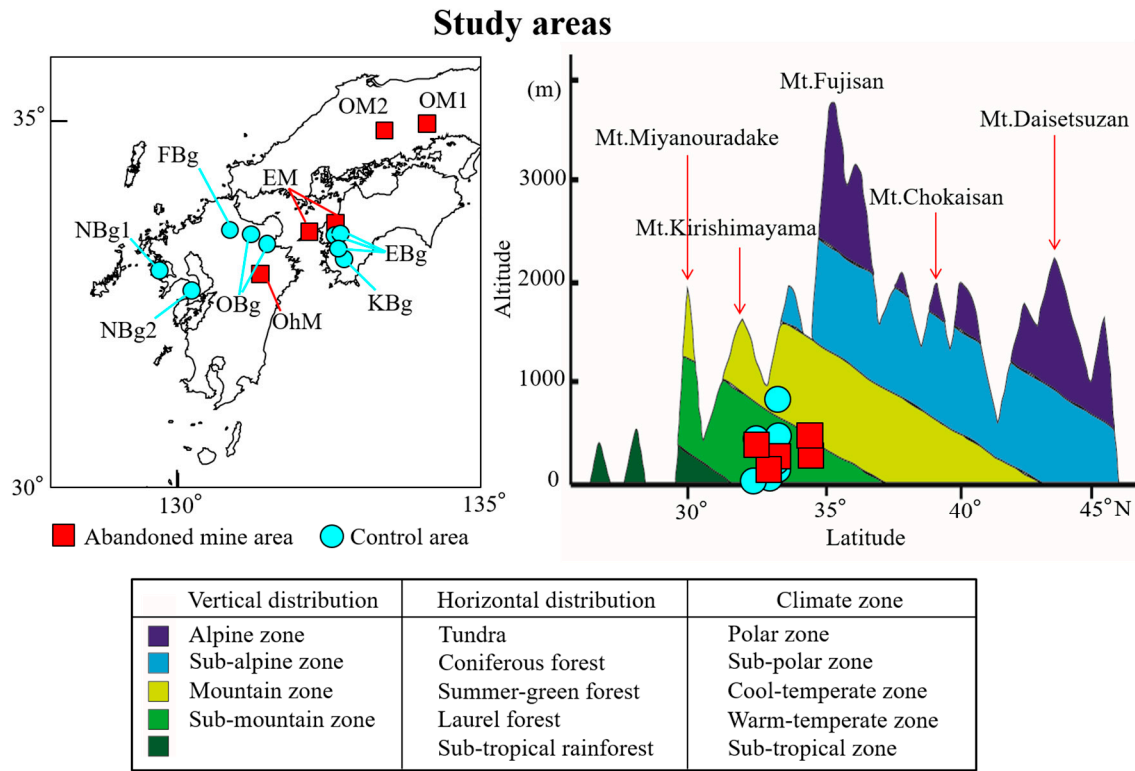 Study areas
35°
30°
130°
135°
OM2
OM1
FBg
EM
NBg1
EBg
OBg
KBg
NBg2
OhM
Abandoned mine area
Control area
(m)
Mt.Fujisan
Mt.Miyanouradake
Mt.Daisetsuzan
Mt.Chokaisan
Mt.Kirishimayama
Altitude
3000
2000
1000
0
30°
35°
40°
45°N
Latitude
Vertical distribution Horizontal distribution Climate zone
Alpine zone Tundra Polar zone
Sub-alpine zone Coniferous forest Sub-polar zone
Mountain zone Summer-green forest Cool-temperate zone
Sub-mountain zone Laurel forest Warm-temperate zone
Sub-tropical rainforest Sub-tropical zone